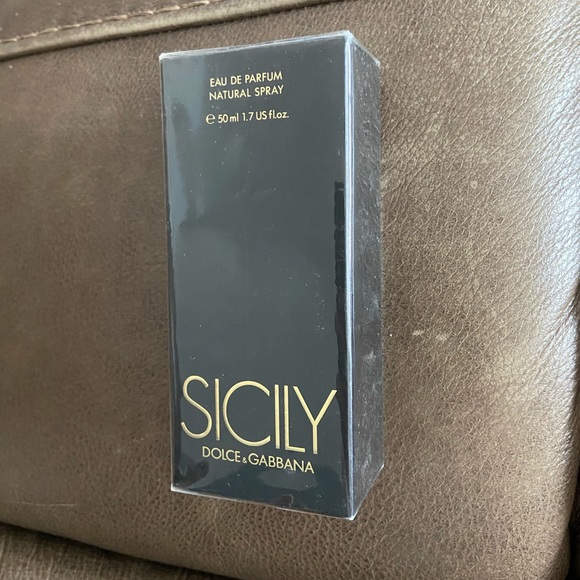 EAU DE PARFUM
NATURAL SPRAY
℮ 50 ml 1.7 US fl.oz.
SICILY
DOLCE & GABBANA